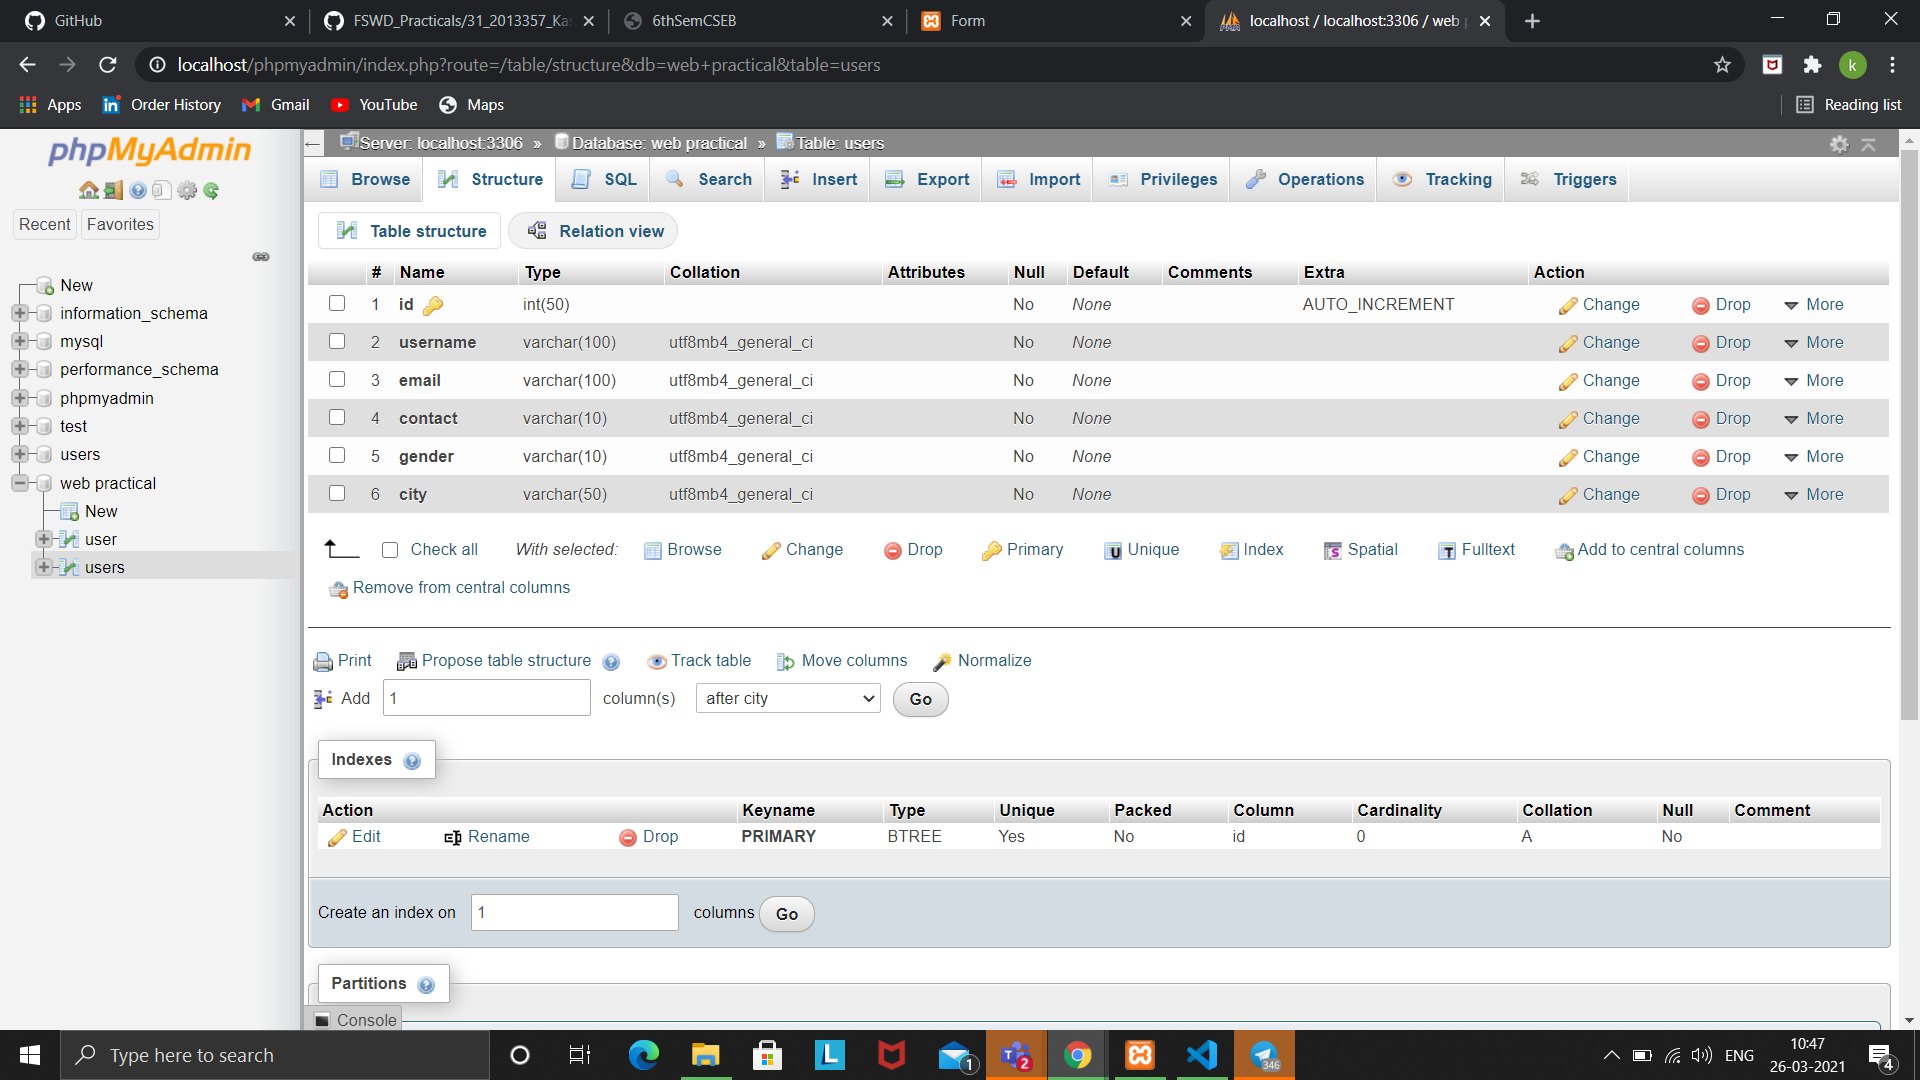 GitHub
FSWD_Practicals/31_2013357_Kas
6thSemCSEB
Form
localhost / localhost:3306 / web p
localhost/phpmyadmin/index.php?route=/table/structure&db=web+practical&table=users
k
Apps
Order History
Gmail
YouTube
Maps
Reading list
phpMyAdmin
Recent
Favorites
New
information_schema
mysql
performance_schema
phpmyadmin
test
users
web practical
New
user
users
Server: localhost:3306 » Database: web practical » Table: users
Browse
Structure
SQL
Search
Insert
Export
Import
Privileges
Operations
Tracking
Triggers
Table structure
Relation view
# Name Type Collation Attributes Null Default Comments Extra Action
1 id int(50) No None AUTO_INCREMENT Change Drop More
2 username varchar(100) utf8mb4_general_ci No None Change Drop More
3 email varchar(100) utf8mb4_general_ci No None Change Drop More
4 contact varchar(10) utf8mb4_general_ci No None Change Drop More
5 gender varchar(10) utf8mb4_general_ci No None Change Drop More
6 city varchar(50) utf8mb4_general_ci No None Change Drop More
Check all With selected: Browse Change Drop Primary Unique Index Spatial Fulltext Add to central columns
Remove from central columns
Print Propose table structure Track table Move columns Normalize
Add 1 column(s) after city Go
Indexes
Action Keyname Type Unique Packed Column Cardinality Collation Null Comment
Edit Rename Drop PRIMARY BTREE Yes No id 0 A No
Create an index on 1 columns Go
Partitions
Console
Type here to search
L
1
2
346
ENG
10:47
26-03-2021
4